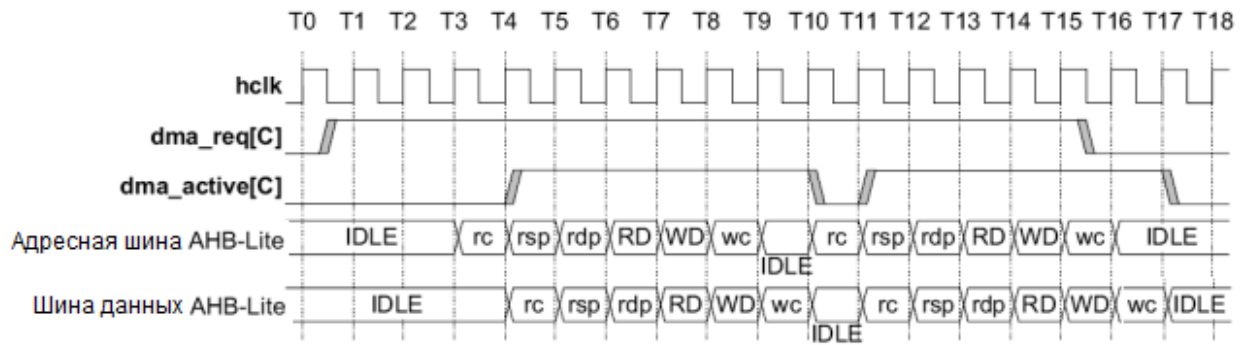 T0 T1 T2 T3 T4 T5 T6 T7 T8 T9 T10 T11 T12 T13 T14 T15 T16 T17 T18
hclk
dma_req[C]
dma_active[C]
Адресная шина AHB-Lite IDLE rc rsp rdp RD WD wc IDLE rc rsp rdp RD WD wc IDLE
Шина данных AHB-Lite IDLE rc rsp rdp RD WD wc IDLE rc rsp rdp RD WD wc IDLE